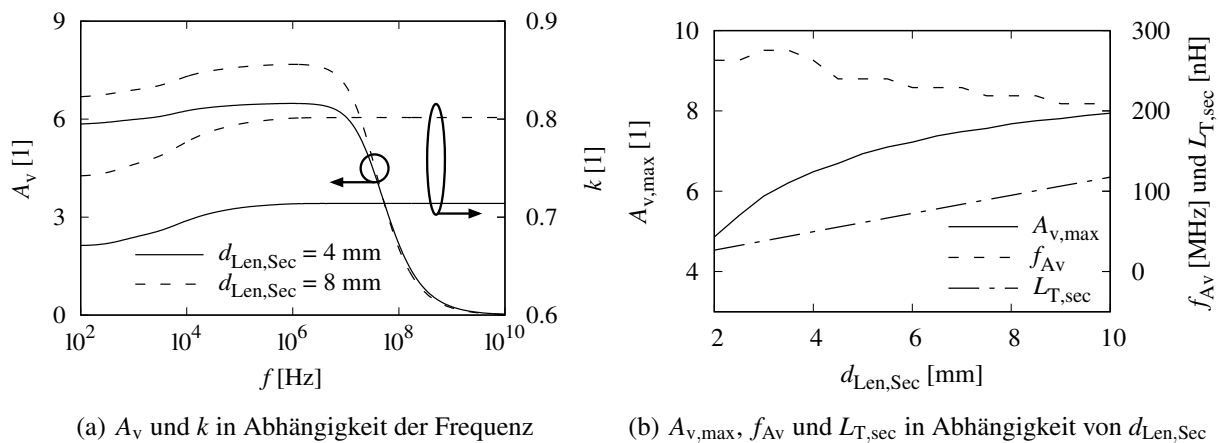 9
6
3
0
A_v [1]
0.9
0.8
0.7
0.6
k [1]
10^2
10^4
10^6
10^8
10^10
f [Hz]
d_Len,Sec = 4 mm
d_Len,Sec = 8 mm
(a) A_v und k in Abhängigkeit der Frequenz
10
8
6
4
A_v,max [1]
300
200
100
0
f_Av [MHz] und L_T,sec [nH]
2
4
6
8
10
d_Len,Sec [mm]
A_v,max
f_Av
L_T,sec
(b) A_v,max, f_Av und L_T,sec in Abhängigkeit von d_Len,Sec